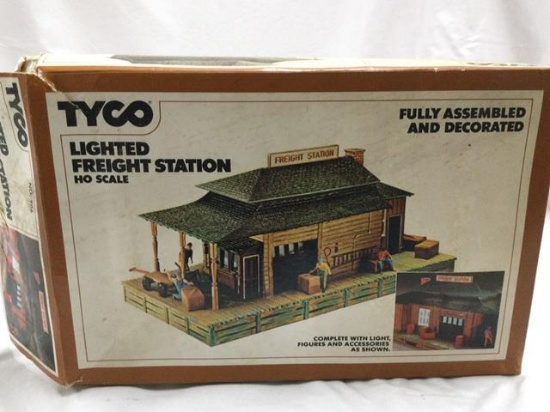 TYCO
LIGHTED
FREIGHT STATION
HO SCALE
FULLY ASSEMBLED
AND DECORATED
FREIGHT STATION
COMPLETE WITH LIGHT,
FIGURES AND ACCESSORIES
AS SHOWN.
TYCO
STATION